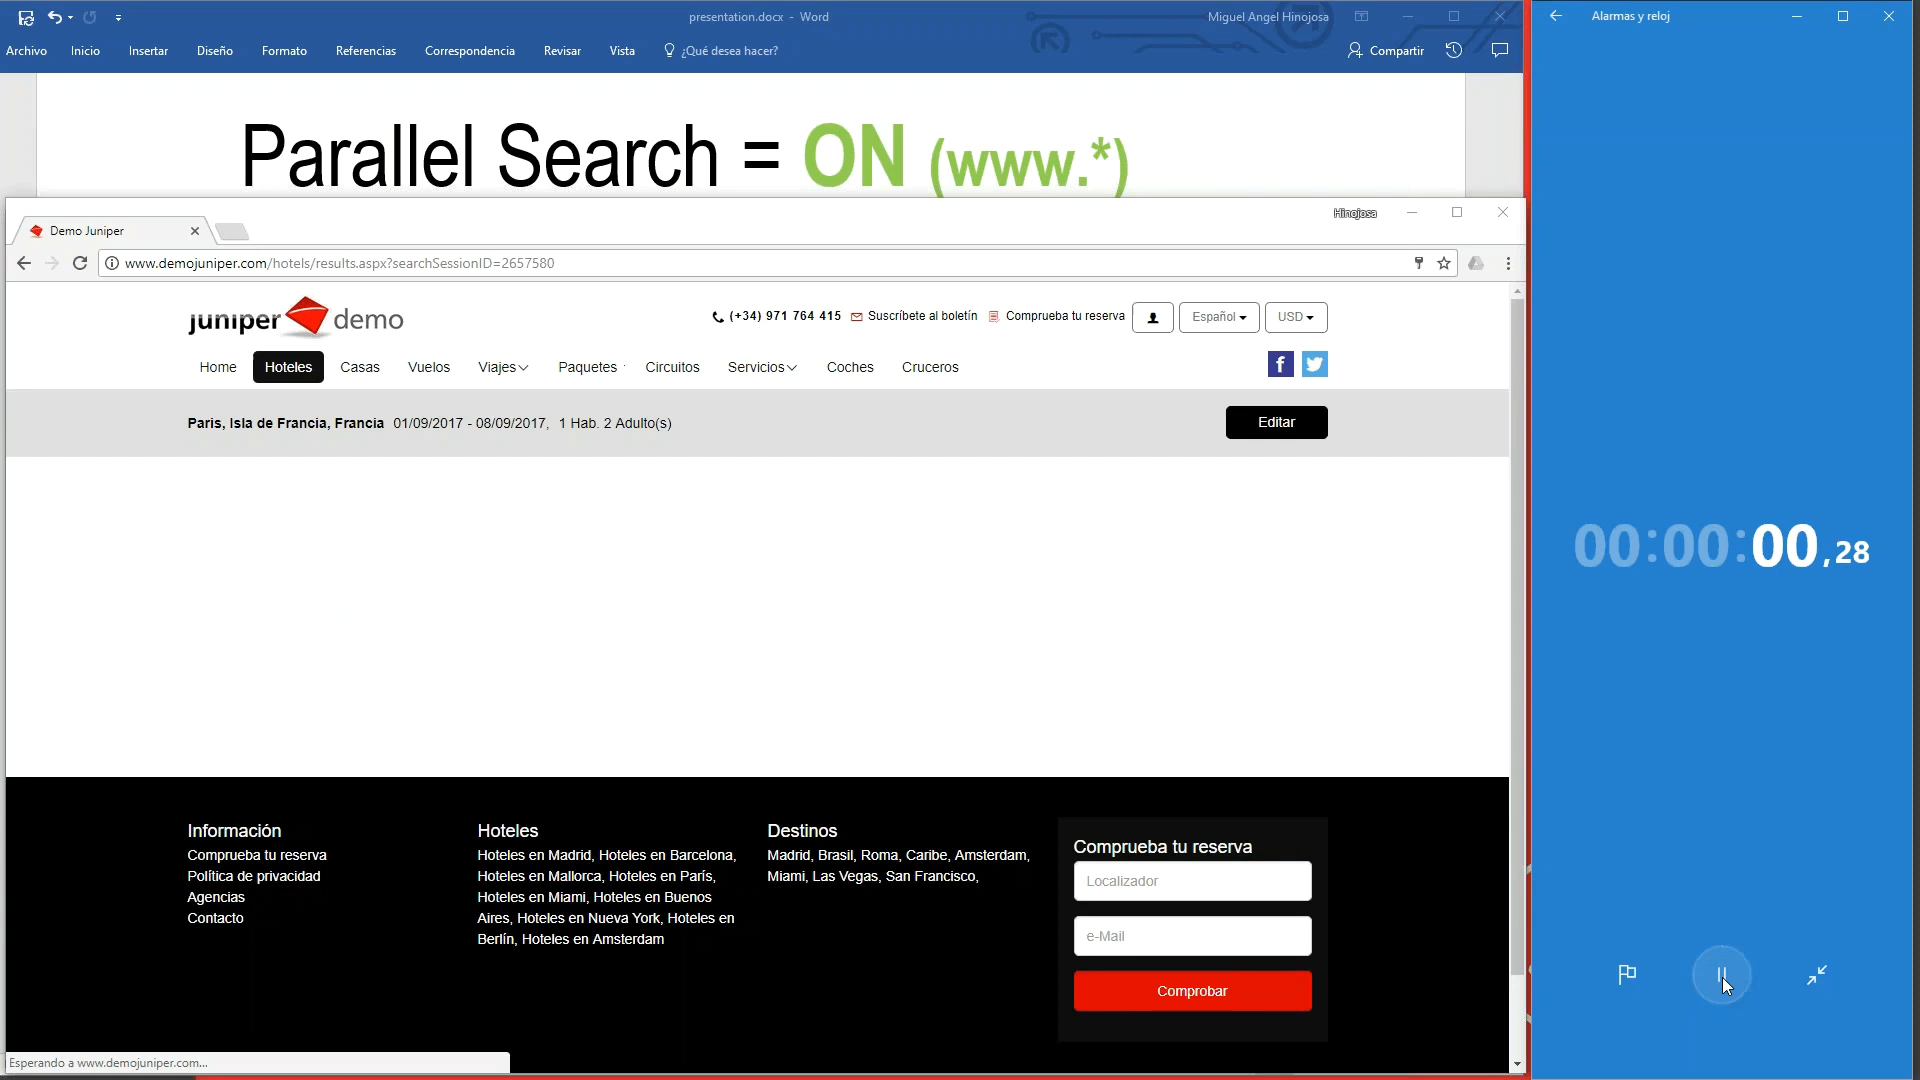 presentation.docx - Word
Miguel Angel Hinojosa
Archivo Inicio Insertar Diseño Formato Referencias Correspondencia Revisar Vista ¿Qué desea hacer? Compartir
Parallel Search = ON (www.*)
Hinojosa
Demo Juniper
www.demojuniper.com/hotels/results.aspx?searchSessionID=2657580
juniper demo
(+34) 971 764 415 Suscríbete al boletín Comprueba tu reserva Español USD
Home Hoteles Casas Vuelos Viajes Paquetes Circuitos Servicios Coches Cruceros
f
Paris, Isla de Francia, Francia 01/09/2017 - 08/09/2017, 1 Hab. 2 Adulto(s)
Editar
Información
Comprueba tu reserva
Política de privacidad
Agencias
Contacto
Hoteles
Hoteles en Madrid, Hoteles en Barcelona,
Hoteles en Mallorca, Hoteles en París,
Hoteles en Miami, Hoteles en Buenos
Aires, Hoteles en Nueva York, Hoteles en
Berlín, Hoteles en Amsterdam
Destinos
Madrid, Brasil, Roma, Caribe, Amsterdam,
Miami, Las Vegas, San Francisco,
Comprueba tu reserva
Localizador
e-Mail
Comprobar
Esperando a www.demojuniper.com...
Alarmas y reloj
00:00:00,28